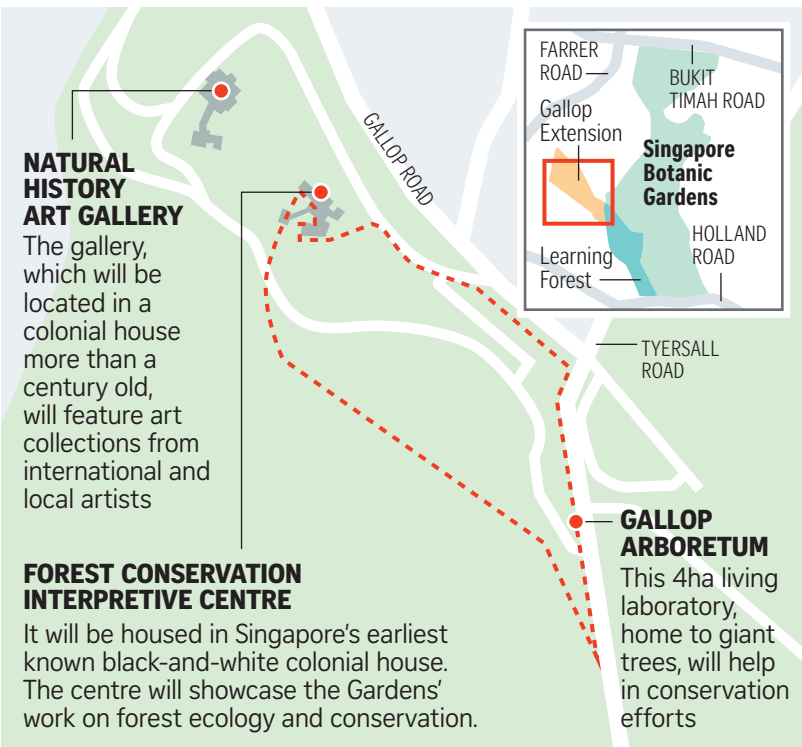 NATURAL
HISTORY
ART GALLERY
The gallery,
which will be
located in a
colonial house
more than a
century old,
will feature art
collections from
international and
local artists
FOREST CONSERVATION
INTERPRETIVE CENTRE
It will be housed in Singapore's earliest
known black-and-white colonial house.
The centre will showcase the Gardens'
work on forest ecology and conservation.
GALLOP ROAD
FARRER
ROAD
BUKIT
TIMAH ROAD
Gallop
Extension
Singapore
Botanic
Gardens
HOLLAND
ROAD
Learning
Forest
TYERSALL
ROAD
GALLOP
ARBORETUM
This 4ha living
laboratory,
home to giant
trees, will help
in conservation
efforts